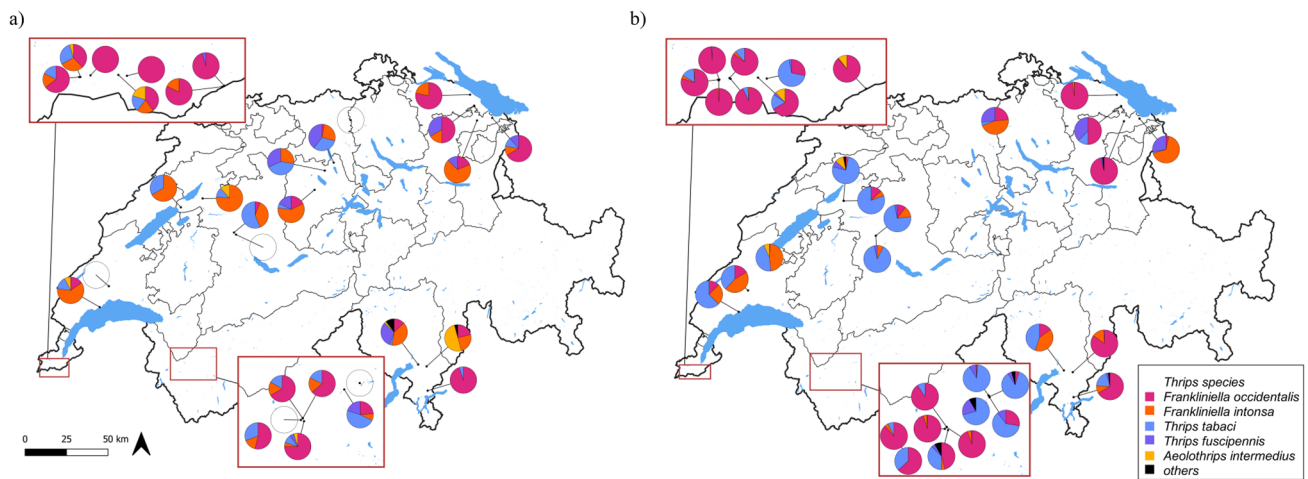 a)
b)
0 25 50 km
Thrips species
Frankliniella occidentalis
Frankliniella intonsa
Thrips tabaci
Thrips fuscipennis
Aeolothrips intermedius
others